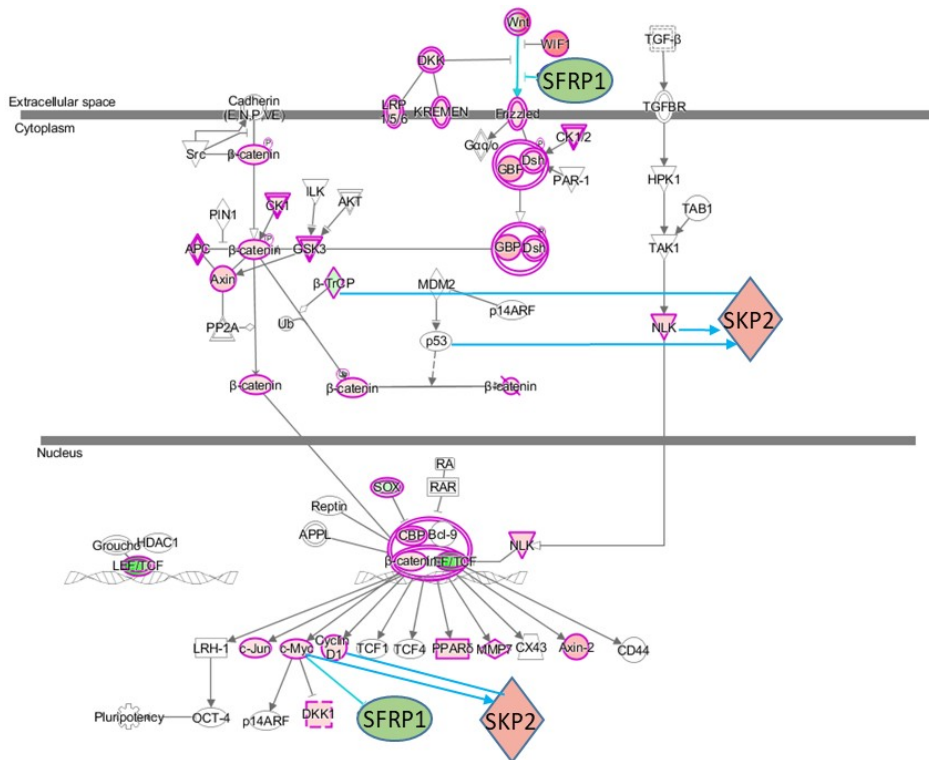 Wnt
WIF1
TGF-β
DKK
SFRP1
Extracellular space
Cadherin
(E,N,P,VE)
LRP
1/5/6
KREMEN
Frizzled
TGFBR
Cytoplasm
Src
β-catenin
P
Gαq/o
CK1/2
Dsh
GBP
PAR-1
HPK1
PIN1
CK1
ILK
AKT
TAB1
APC
β-catenin
P
GSK3
GBP
Dsh
P
TAK1
Axin
β-TrCP
MDM2
p14ARF
PP2A
Ub
p53
NLK
SKP2
β-catenin
β-catenin
β-catenin
Nucleus
RA
SOX
RAR
Reptin
APPL
CBP
Bcl-9
NLK
Groucho
HDAC1
LEF/TCF
β-catenin
LEF/TCF
LRH-1
c-Jun
c-Myc
Cyclin
D1
TCF1
TCF4
PPARδ
MMP7
CX43
Axin-2
CD44
Pluripotency
OCT-4
p14ARF
DKK1
SFRP1
SKP2